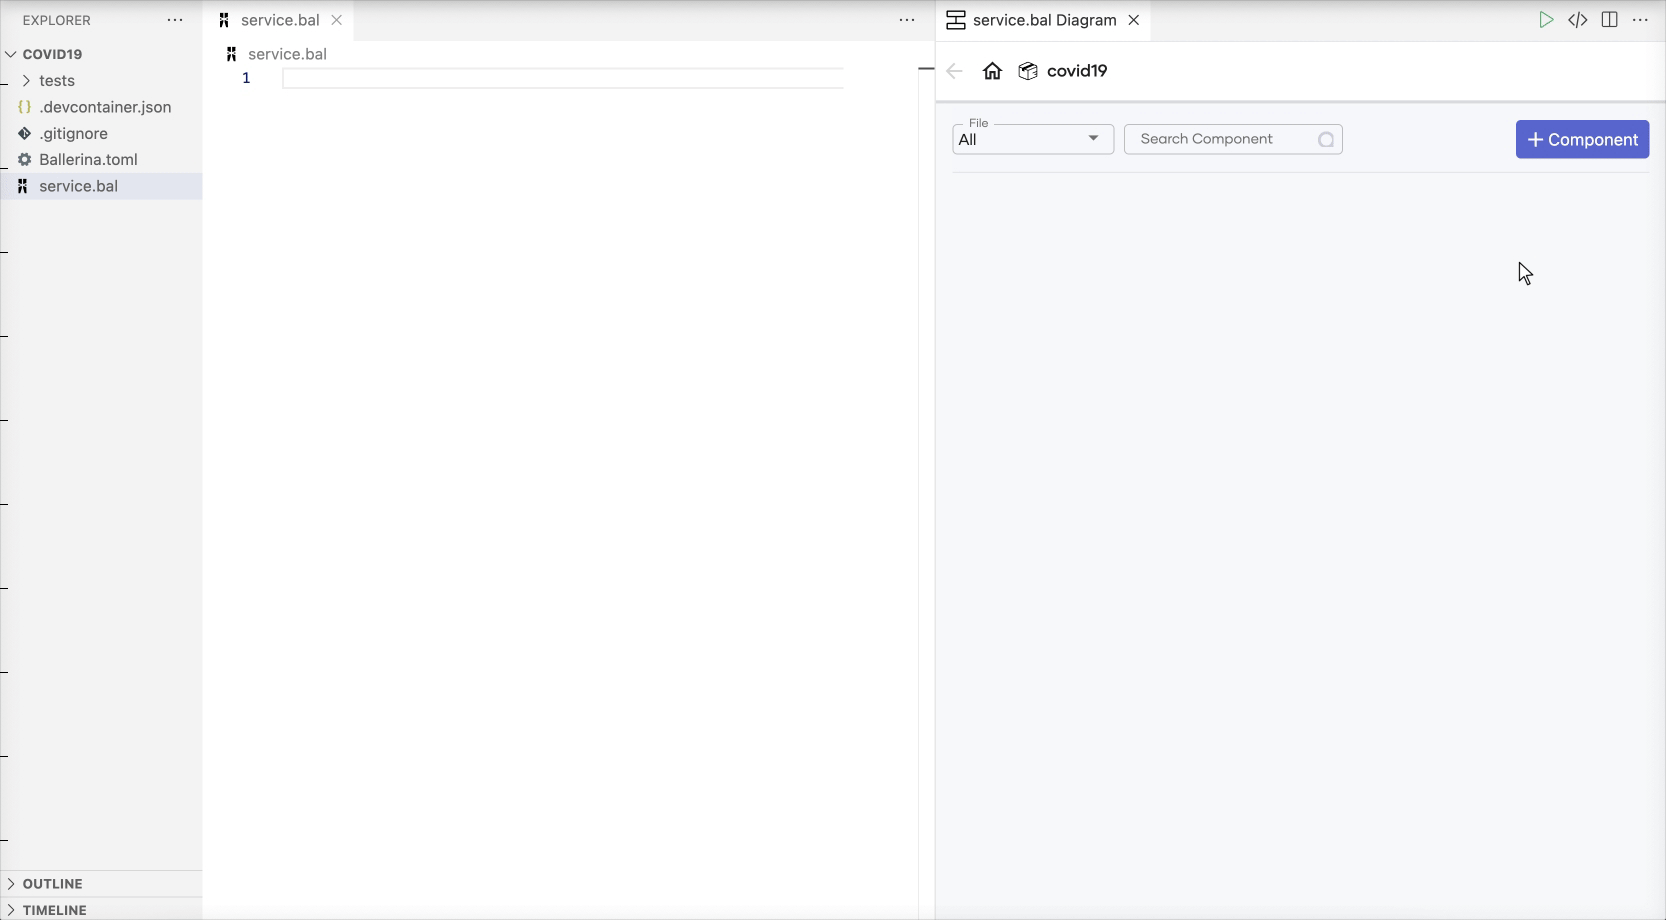 EXPLORER
COVID19
tests
.devcontainer.json
.gitignore
Ballerina.toml
service.bal
OUTLINE
TIMELINE
service.bal
service.bal
1
service.bal Diagram
covid19
File
All
Search Component
+ Component